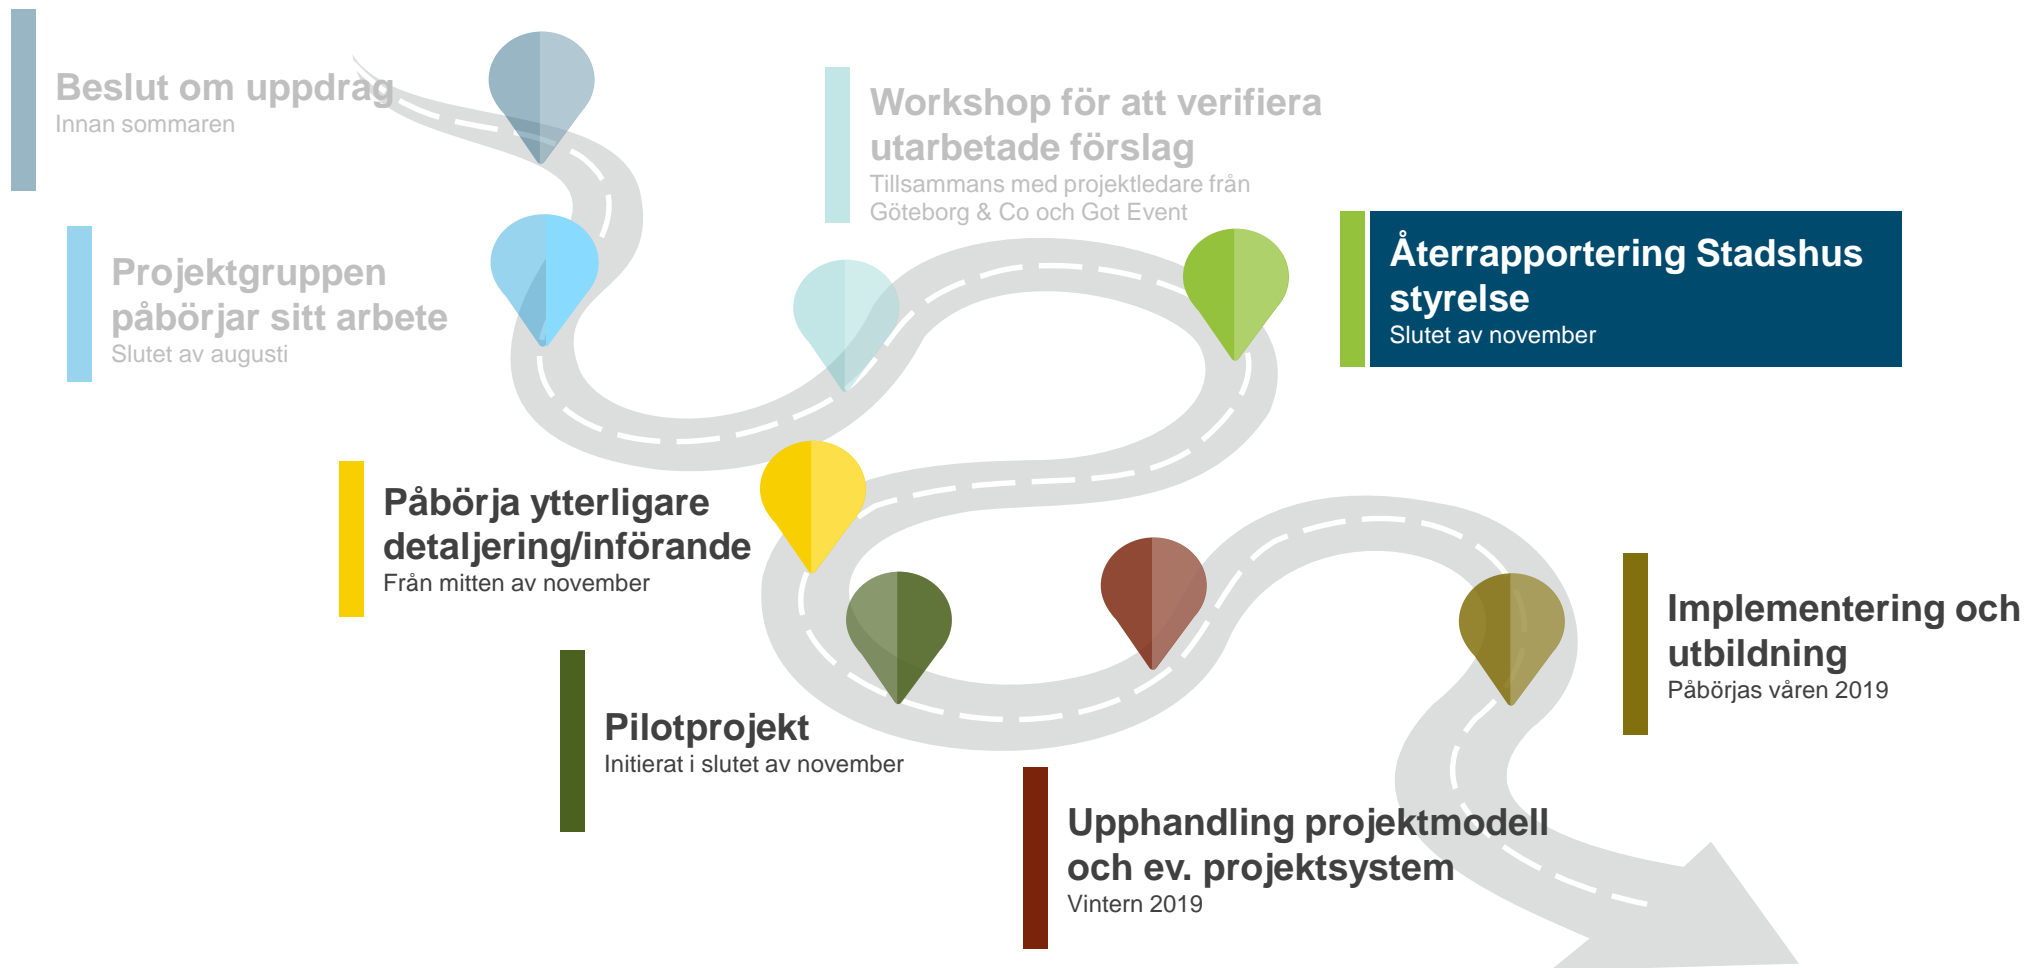 Beslut om uppdrag
Innan sommaren
Projektgruppen
påbörjar sitt arbete
Slutet av augusti
Workshop för att verifiera
utarbetade förslag
Tillsammans med projektledare från
Göteborg & Co och Got Event
Återrapportering Stadshus
styrelse
Slutet av november
Påbörja ytterligare
detaljering/införande
Från mitten av november
Pilotprojekt
Initierat i slutet av november
Upphandling projektmodell
och ev. projektsystem
Vintern 2019
Implementering och
utbildning
Påbörjas våren 2019